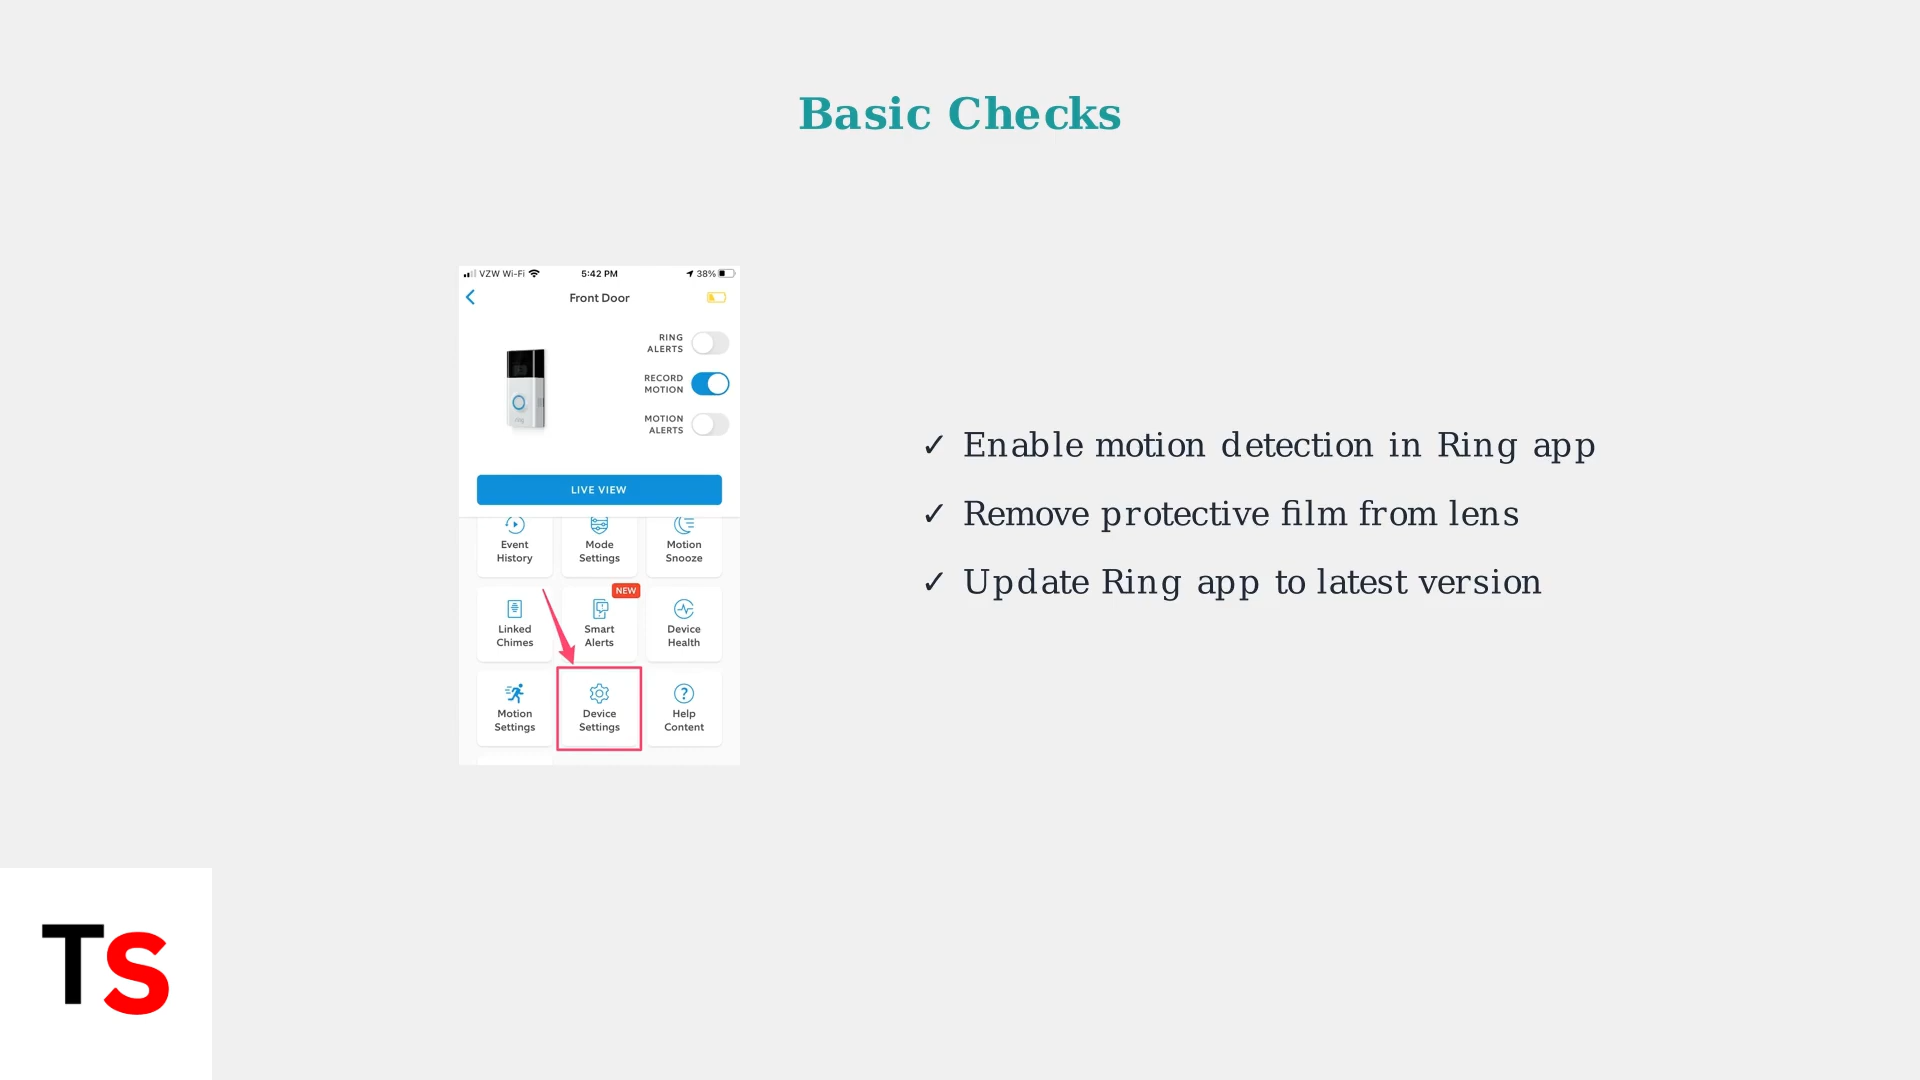 Basic Checks
VZW Wi-Fi 5:42 PM 38%
Front Door
RING
ALERTS
RECORD
MOTION
MOTION
ALERTS
LIVE VIEW
Event
History
Mode
Settings
Motion
Snooze
NEW
Linked
Chimes
Smart
Alerts
Device
Health
Motion
Settings
Device
Settings
Help
Content
✓ Enable motion detection in Ring app
✓ Remove protective film from lens
✓ Update Ring app to latest version
TS